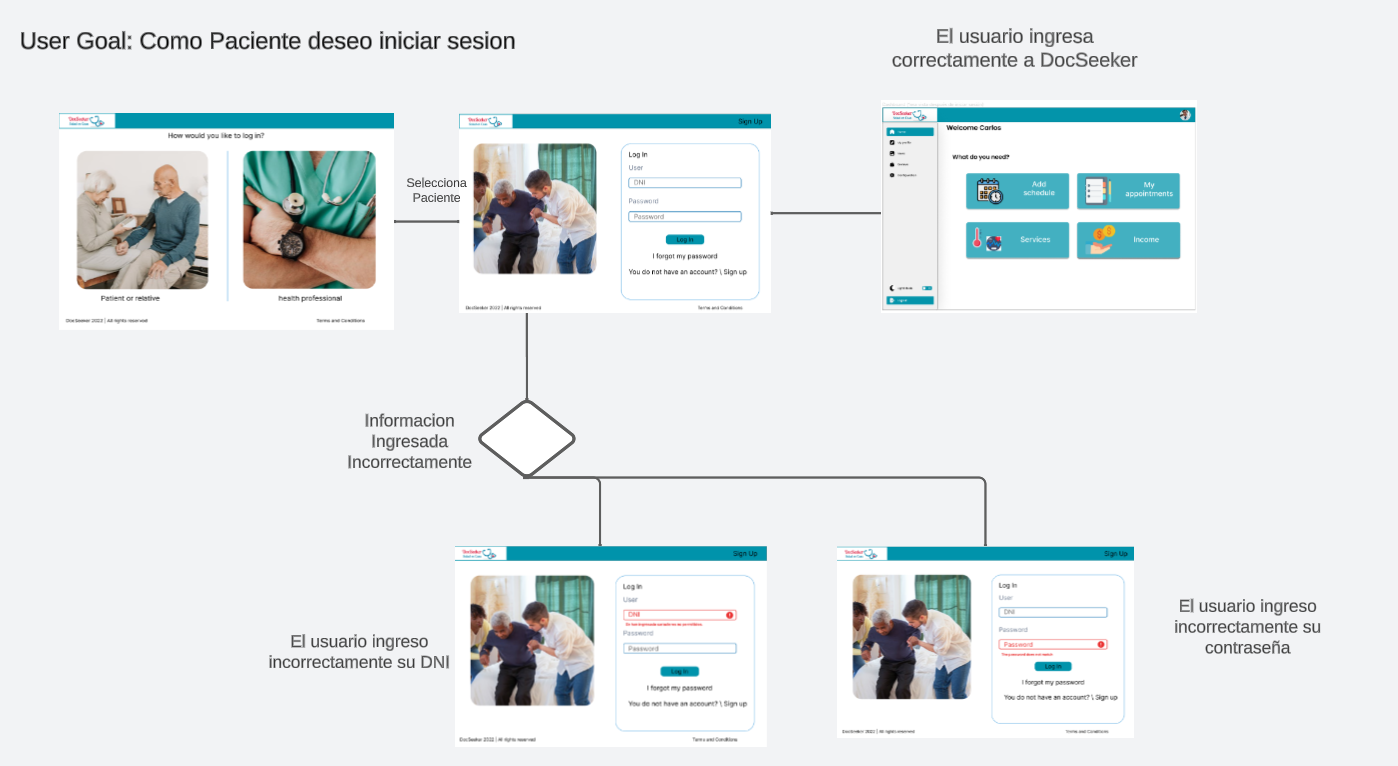 User Goal: Como Paciente deseo iniciar sesion
El usuario ingresa
correctamente a DocSeeker
DocSeeker
How would you like to log in?
Patient or relative
health professional
DocSeeker 2022 | All rights reserved
Terms and Conditions
Selecciona
Paciente
DocSeeker
Sign Up
Log In
User
DNI
Password
Password
Log In
I forgot my password
You do not have an account? \ Sign up
DocSeeker 2022 | All rights reserved
Terms and Conditions
DocSeeker
Welcome Carlos
What do you need?
Add
schedule
My
appointments
Services
Income
Informacion
Ingresada
Incorrectamente
El usuario ingreso
incorrectamente su DNI
DocSeeker
Sign Up
Log In
User
DNI
Password
Password
Log In
I forgot my password
You do not have an account? \ Sign up
DocSeeker 2022 | All rights reserved
Terms and Conditions
DocSeeker
Sign Up
Log In
User
DNI
Password
Password
Log In
I forgot my password
You do not have an account? \ Sign up
DocSeeker 2022 | All rights reserved
Terms and Conditions
El usuario ingreso
incorrectamente su
contraseña